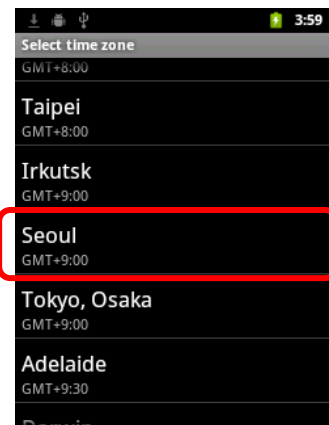 3:59
Select time zone
GMT+8:00
Taipei
GMT+8:00
Irkutsk
GMT+9:00
Seoul
GMT+9:00
Tokyo, Osaka
GMT+9:00
Adelaide
GMT+9:30